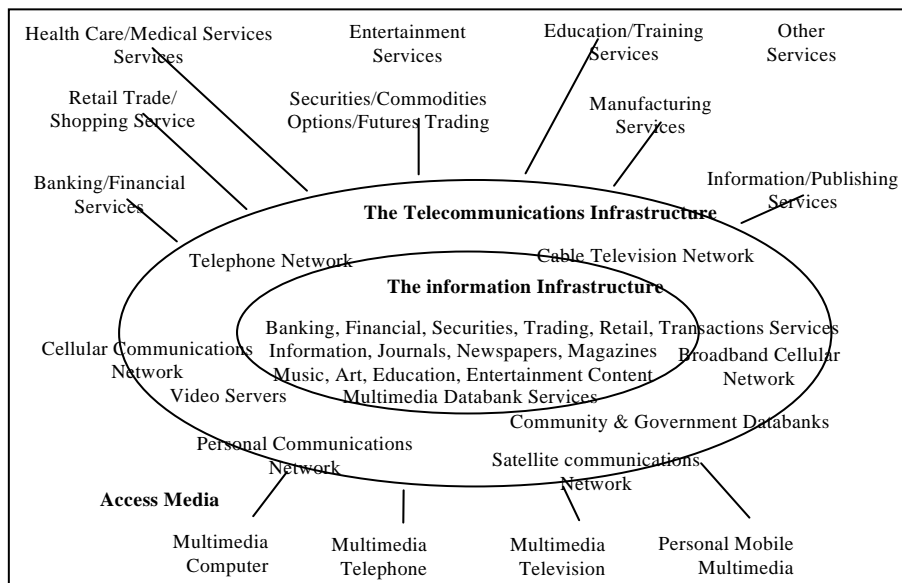 Health Care/Medical Services
Services
Entertainment
Services
Education/Training
Services
Other
Services
Retail Trade/
Shopping Service
Securities/Commodities
Options/Futures Trading
Manufacturing
Services
Banking/Financial
Services
Information/Publishing
Services
The Telecommunications Infrastructure
Telephone Network
Cable Television Network
The information Infrastructure
Banking, Financial, Securities, Trading, Retail, Transactions Services
Information, Journals, Newspapers, Magazines
Music, Art, Education, Entertainment Content
Multimedia Databank Services
Cellular Communications
Network
Broadband Cellular
Network
Video Servers
Community & Government Databanks
Personal Communications
Network
Satellite communications
Network
Access Media
Multimedia
Computer
Multimedia
Telephone
Multimedia
Television
Personal Mobile
Multimedia